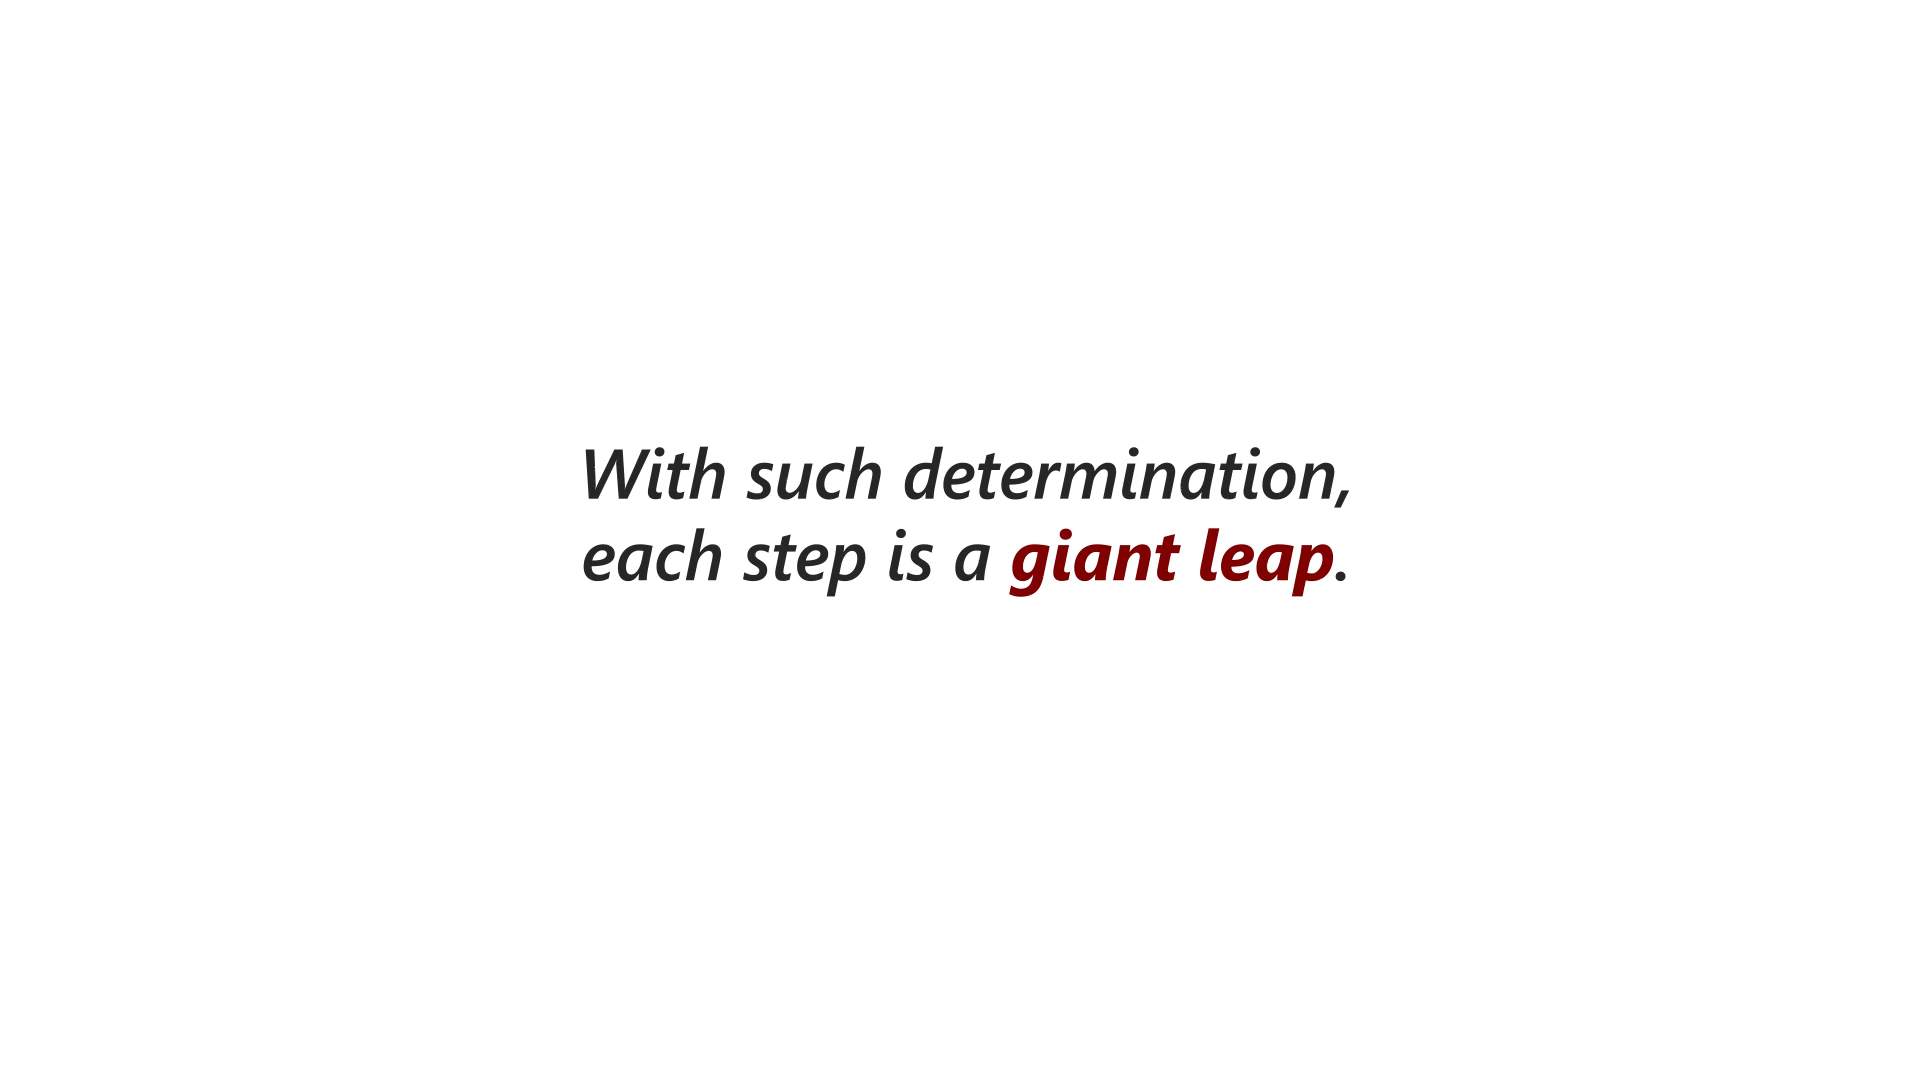 With such determination,
each step is a giant leap.